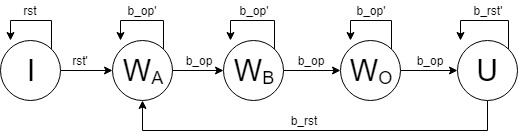 rst b_op' b_op' b_op' b_rst'
I rst' WA b_op WB b_op WO b_op U
b_rst